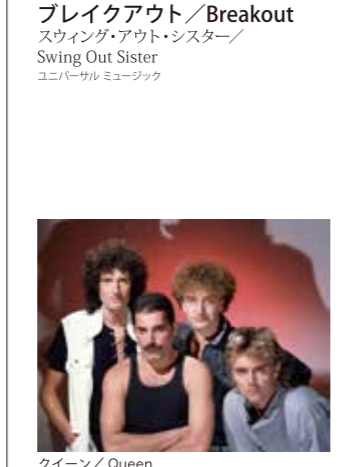 ブレイクアウト／Breakout
スウィング・アウト・シスター／
Swing Out Sister
ユニバーサル ミュージック
クイーン／Queen